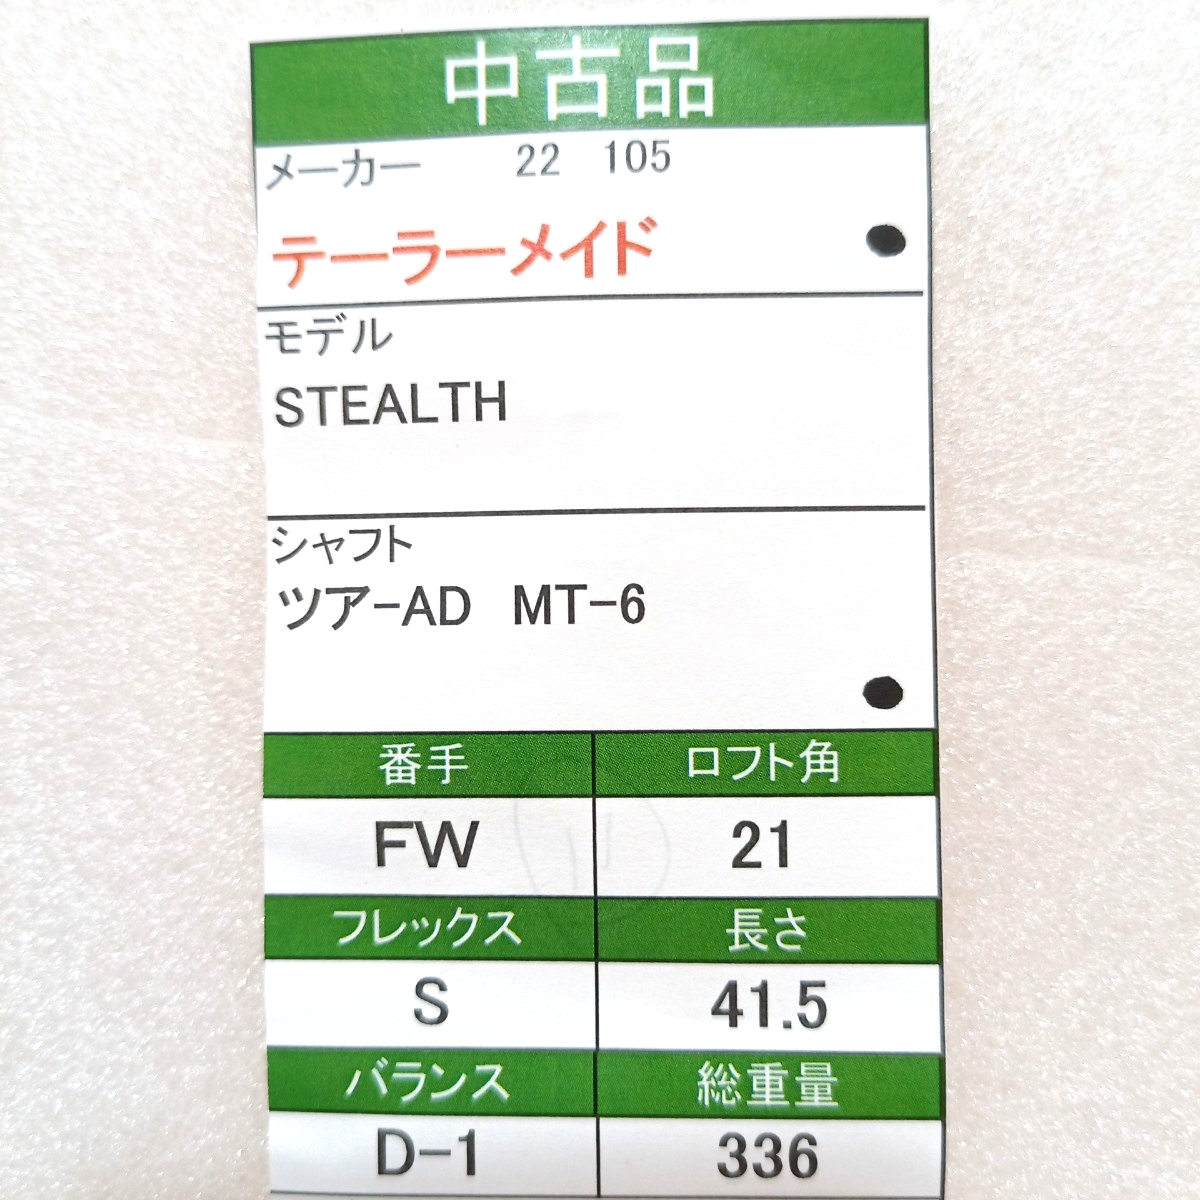 中古品
メーカー 22 105
テーラーメイド
モデル
STEALTH
シャフト
ツアーAD MT-6
番手 ロフト角
FW 21
フレックス 長さ
S 41.5
バランス 総重量
D-1 336